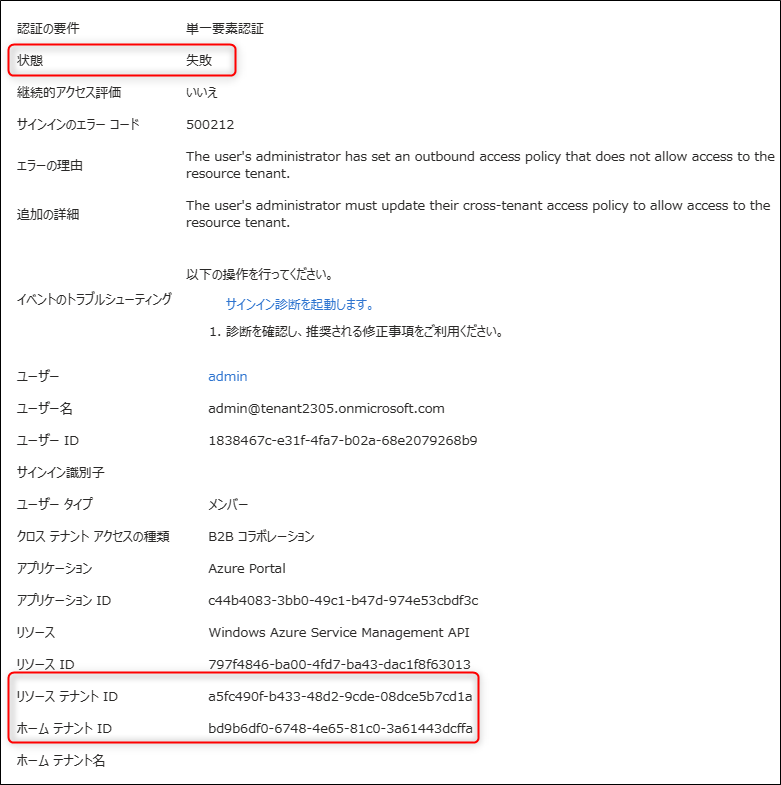 認証の要件 単一要素認証
状態 失敗
継続的アクセス評価 いいえ
サインインのエラー コード 500212
エラーの理由 The user's administrator has set an outbound access policy that does not allow access to the
resource tenant.
追加の詳細 The user's administrator must update their cross-tenant access policy to allow access to the
resource tenant.
以下の操作を行ってください。
イベントのトラブルシューティング サインイン診断を起動します。
1. 診断を確認し、推奨される修正事項をご利用ください。
ユーザー admin
ユーザー名 admin@tenant2305.onmicrosoft.com
ユーザー ID 1838467c-e31f-4fa7-b02a-68e2079268b9
サインイン識別子
ユーザー タイプ メンバー
クロス テナント アクセスの種類 B2B コラボレーション
アプリケーション Azure Portal
アプリケーション ID c44b4083-3bb0-49c1-b47d-974e53cbdf3c
リソース Windows Azure Service Management API
リソース ID 797f4846-ba00-4fd7-ba43-dac1f8f63013
リソース テナント ID a5fc490f-b433-48d2-9cde-08dce5b7cd1a
ホーム テナント ID bd9b6df0-6748-4e65-81c0-3a61443dcffa
ホーム テナント名